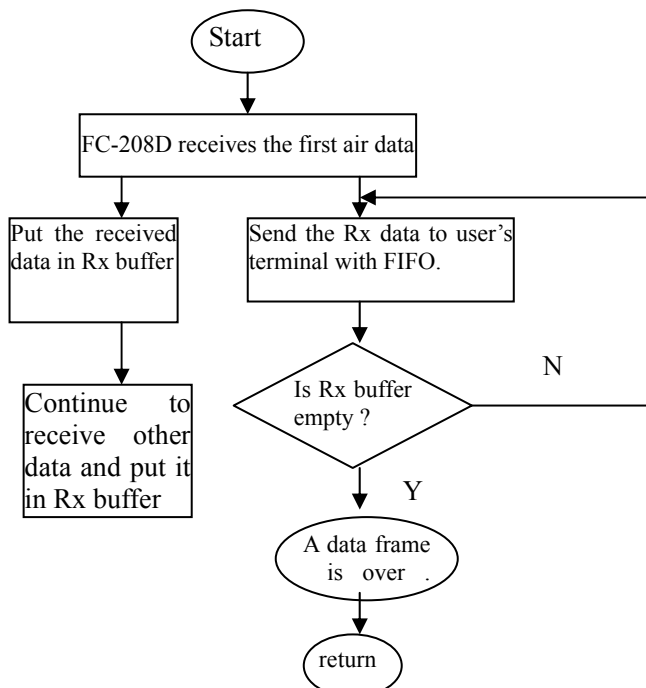 Start
FC-208D receives the first air data
Put the received
data in Rx buffer
Send the Rx data to user's
terminal with FIFO.
Continue to
receive other
data and put it
in Rx buffer
Is Rx buffer
empty ?
N
Y
A data frame
is over .
return